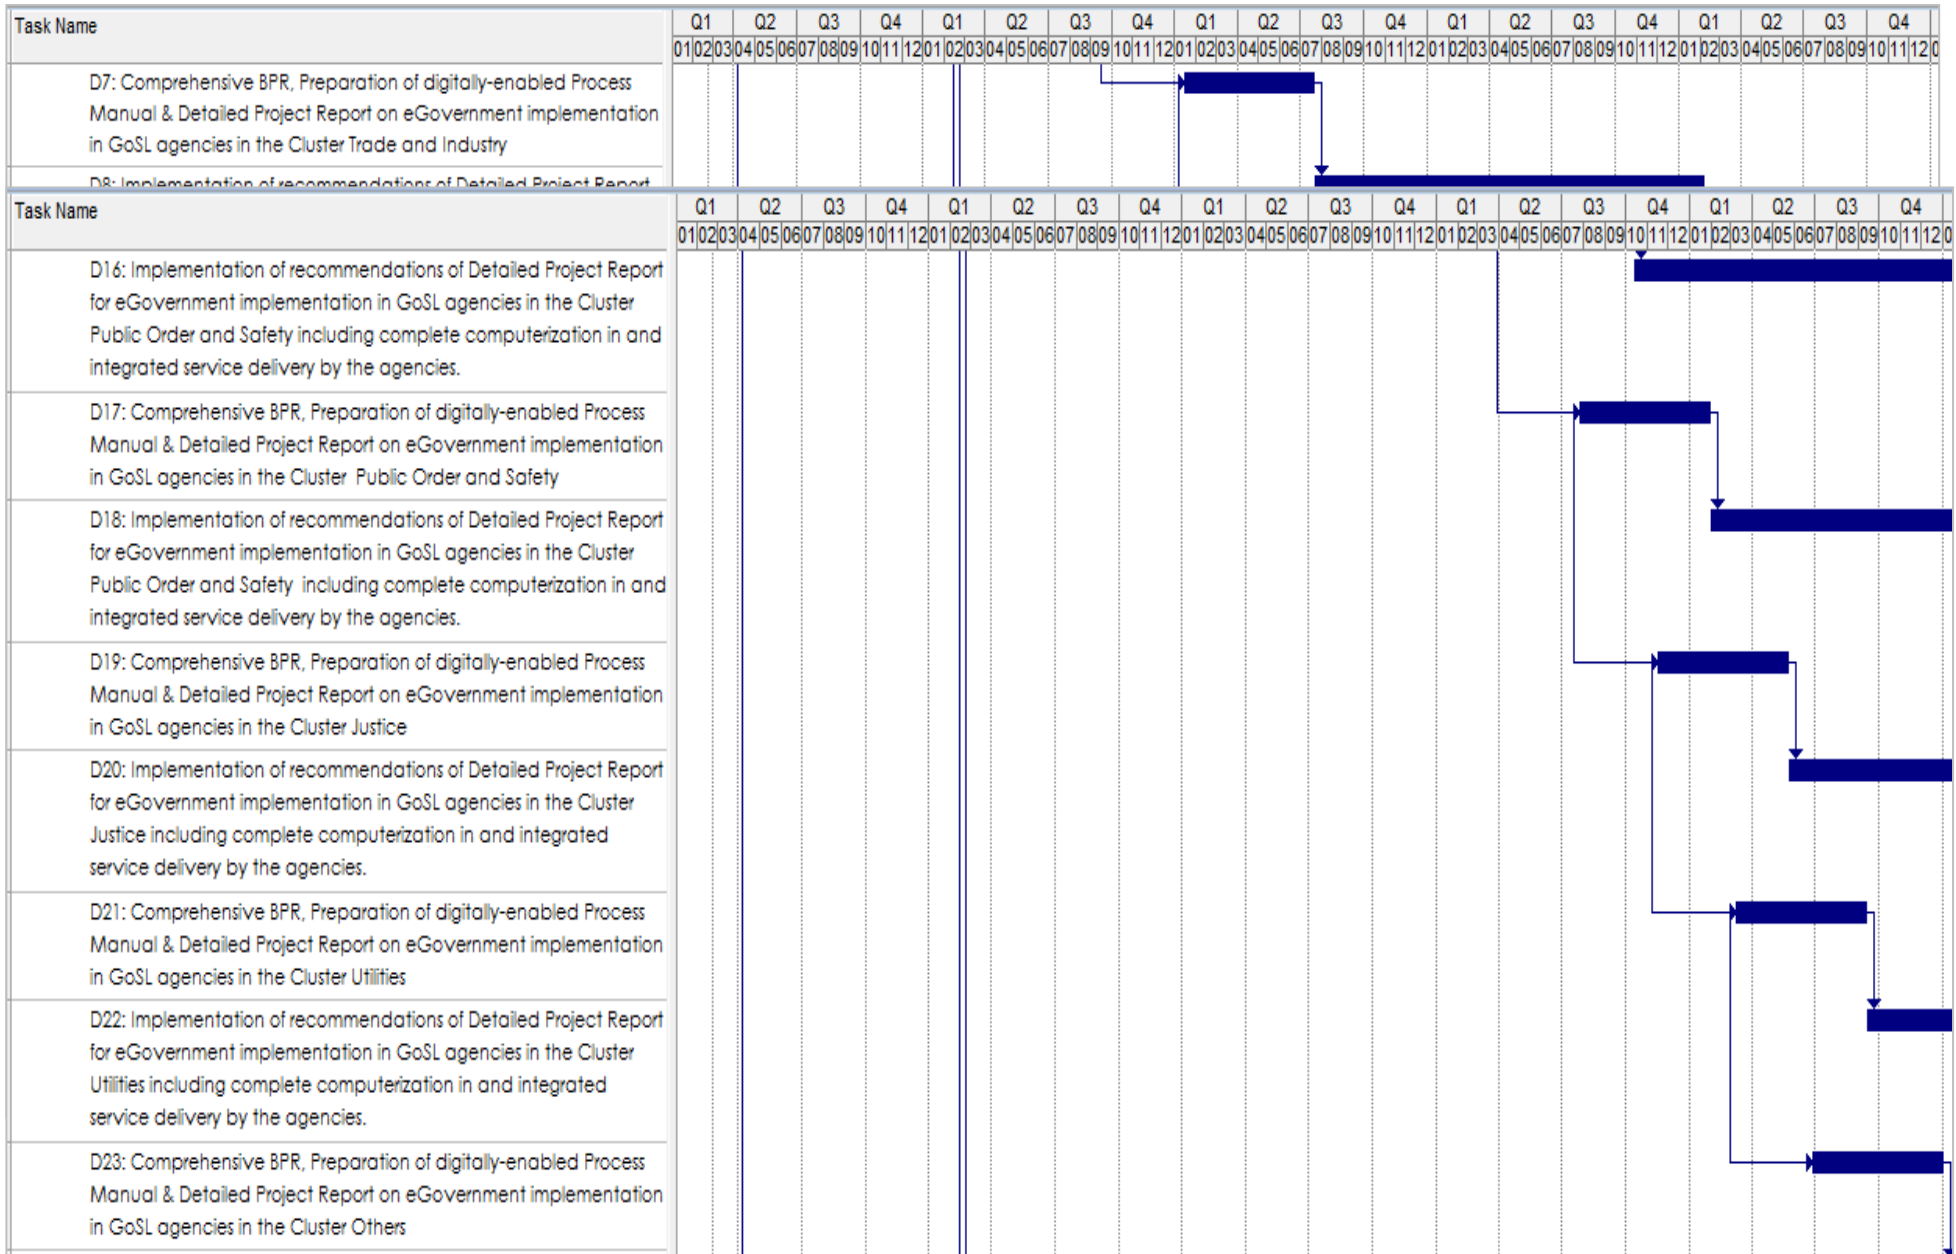 Task Name
Q1 Q2 Q3 Q4 Q1 Q2 Q3 Q4 Q1 Q2 Q3 Q4 Q1 Q2 Q3 Q4 Q1 Q2 Q3 Q4
01 02 03 04 05 06 07 08 09 10 11 12 01 02 03 04 05 06 07 08 09 10 11 12 01 02 03 04 05 06 07 08 09 10 11 12 01 02 03 04 05 06 07 08 09 10 11 12 01 02 03 04 05 06 07 08 09 10 11 12 0
D7: Comprehensive BPR, Preparation of digitally-enabled Process
Manual & Detailed Project Report on eGovernment implementation
in GoSL agencies in the Cluster Trade and Industry
D8: Implementation of recommendations of Detailed Project Report
Task Name
Q1 Q2 Q3 Q4 Q1 Q2 Q3 Q4 Q1 Q2 Q3 Q4 Q1 Q2 Q3 Q4 Q1 Q2 Q3 Q4
01 02 03 04 05 06 07 08 09 10 11 12 01 02 03 04 05 06 07 08 09 10 11 12 01 02 03 04 05 06 07 08 09 10 11 12 01 02 03 04 05 06 07 08 09 10 11 12 01 02 03 04 05 06 07 08 09 10 11 12 0
D16: Implementation of recommendations of Detailed Project Report
for eGovernment implementation in GoSL agencies in the Cluster
Public Order and Safety including complete computerization in and
integrated service delivery by the agencies.
D17: Comprehensive BPR, Preparation of digitally-enabled Process
Manual & Detailed Project Report on eGovernment implementation
in GoSL agencies in the Cluster Public Order and Safety
D18: Implementation of recommendations of Detailed Project Report
for eGovernment implementation in GoSL agencies in the Cluster
Public Order and Safety including complete computerization in and
integrated service delivery by the agencies.
D19: Comprehensive BPR, Preparation of digitally-enabled Process
Manual & Detailed Project Report on eGovernment implementation
in GoSL agencies in the Cluster Justice
D20: Implementation of recommendations of Detailed Project Report
for eGovernment implementation in GoSL agencies in the Cluster
Justice including complete computerization in and integrated
service delivery by the agencies.
D21: Comprehensive BPR, Preparation of digitally-enabled Process
Manual & Detailed Project Report on eGovernment implementation
in GoSL agencies in the Cluster Utilities
D22: Implementation of recommendations of Detailed Project Report
for eGovernment implementation in GoSL agencies in the Cluster
Utilities including complete computerization in and integrated
service delivery by the agencies.
D23: Comprehensive BPR, Preparation of digitally-enabled Process
Manual & Detailed Project Report on eGovernment implementation
in GoSL agencies in the Cluster Others